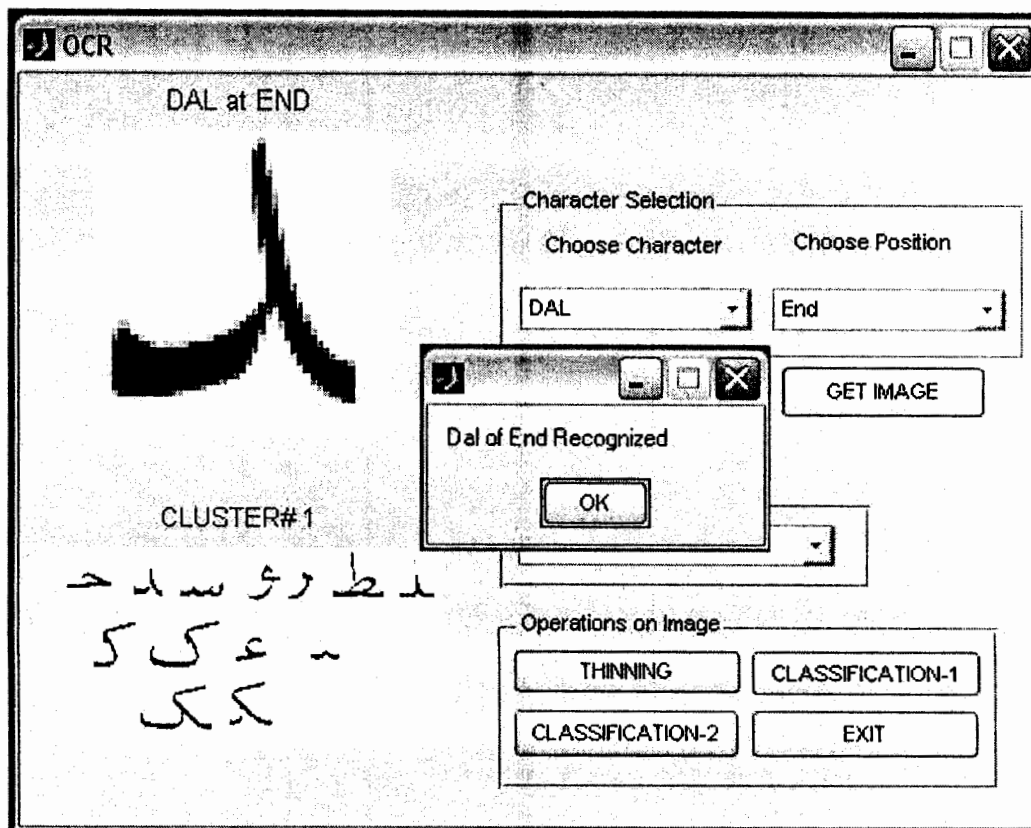 OCR
DAL at END
Character Selection
Choose Character Choose Position
DAL End
GET IMAGE
Dal of End Recognized
OK
CLUSTER# 1
Operations on Image
THINNING CLASSIFICATION-1
CLASSIFICATION-2 EXIT